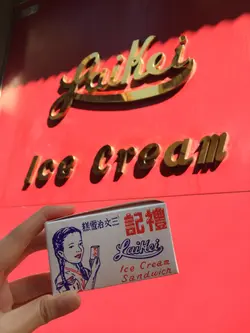 LaiKei
Ice Cream
禮記
三文治雪糕
LaiKei
Ice Cream
Sandwich